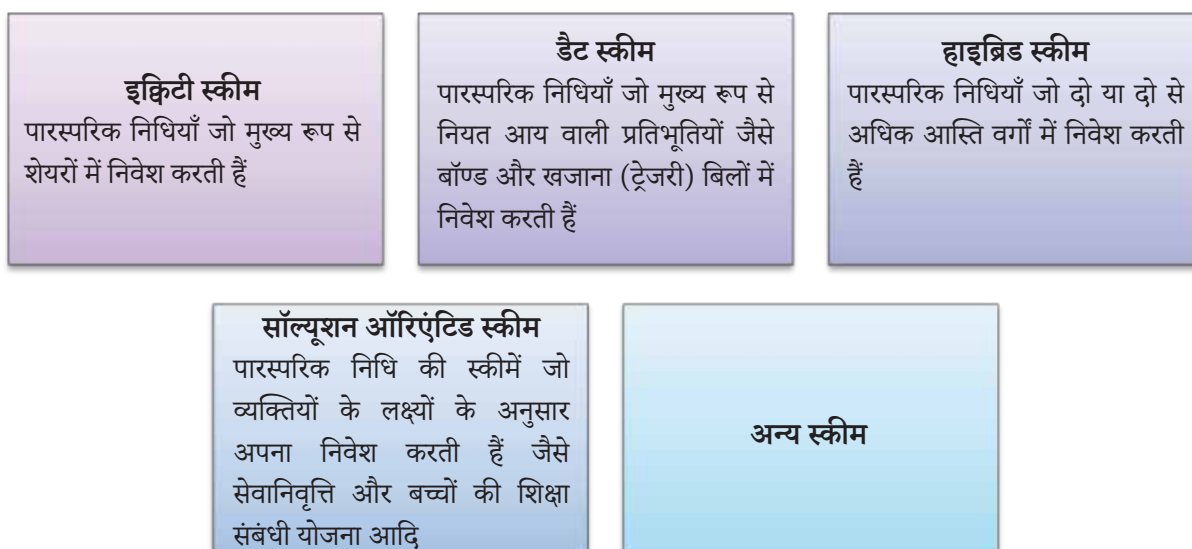 इक्विटी स्कीम
पारस्परिक निधियाँ जो मुख्य रूप से
शेयरों में निवेश करती हैं
डैट स्कीम
पारस्परिक निधियाँ जो मुख्य रूप से
नियत आय वाली प्रतिभूतियों जैसे
बॉण्ड और खजाना (ट्रेजरी) बिलों में
निवेश करती हैं
हाइब्रिड स्कीम
पारस्परिक निधियाँ जो दो या दो से
अधिक आस्ति वर्गों में निवेश करती
हैं
सॉल्यूशन ऑरिएंटिड स्कीम
पारस्परिक निधि की स्कीमें जो
व्यक्तियों के लक्ष्यों के अनुसार
अपना निवेश करती हैं जैसे
सेवानिवृत्ति और बच्चों की शिक्षा
संबंधी योजना आदि
अन्य स्कीम